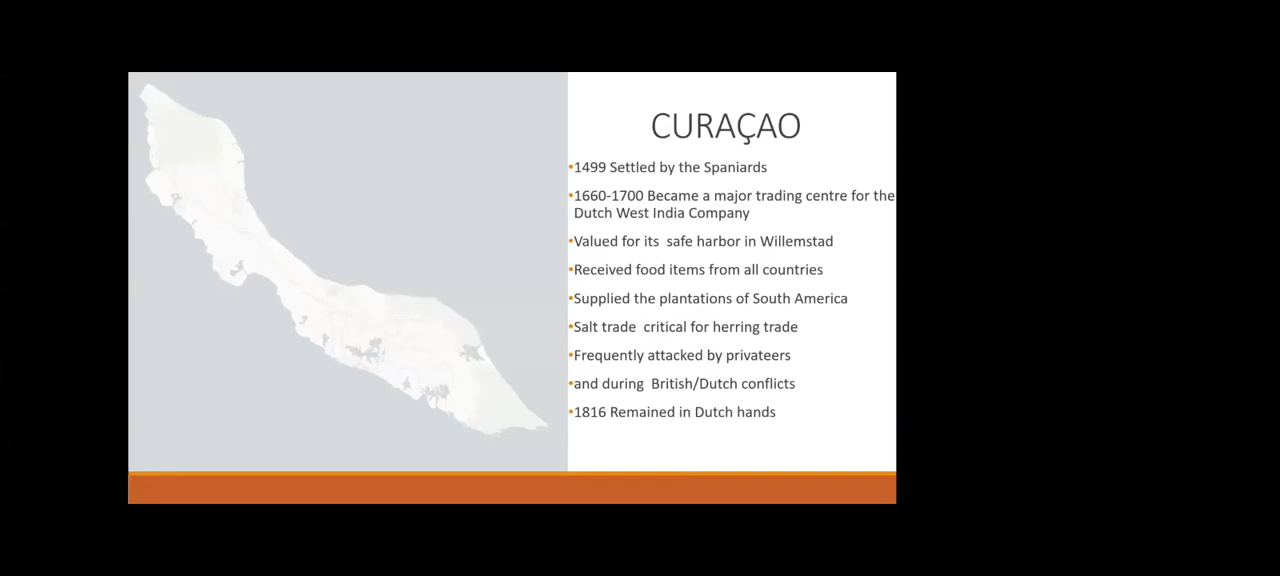 CURAÇAO
•1499 Settled by the Spaniards
•1660-1700 Became a major trading centre for the
Dutch West India Company
•Valued for its  safe harbor in Willemstad
•Received food items from all countries
•Supplied the plantations of South America
•Salt trade  critical for herring trade
•Frequently attacked by privateers
•and during  British/Dutch conflicts
•1816 Remained in Dutch hands